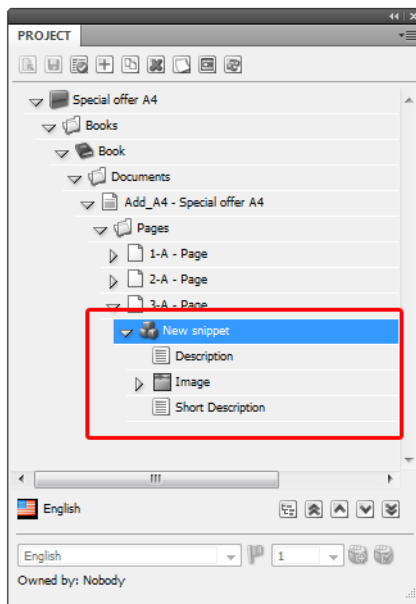 PROJECT
Special offer A4
Books
Book
Documents
Add_A4 - Special offer A4
Pages
1-A - Page
2-A - Page
3-A - Page
New snippet
Description
Image
Short Description
English
English 1
Owned by: Nobody